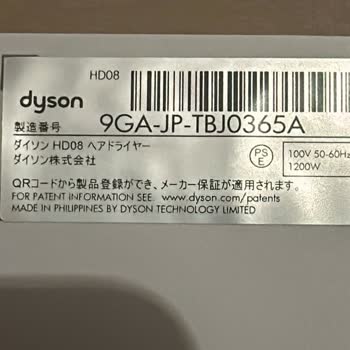 HD08
dyson
製造番号 9GA-JP-TBJ0365A
ダイソン HD08 ヘアドライヤー
ダイソン株式会社
PS
E
100V 50-60Hz
1200W
QRコードから製品登録ができ、メーカー保証が適用されます。
FOR PATENT INFORMATION SEE: www.dyson.com/patents
MADE IN PHILIPPINES BY DYSON TECHNOLOGY LIMITED